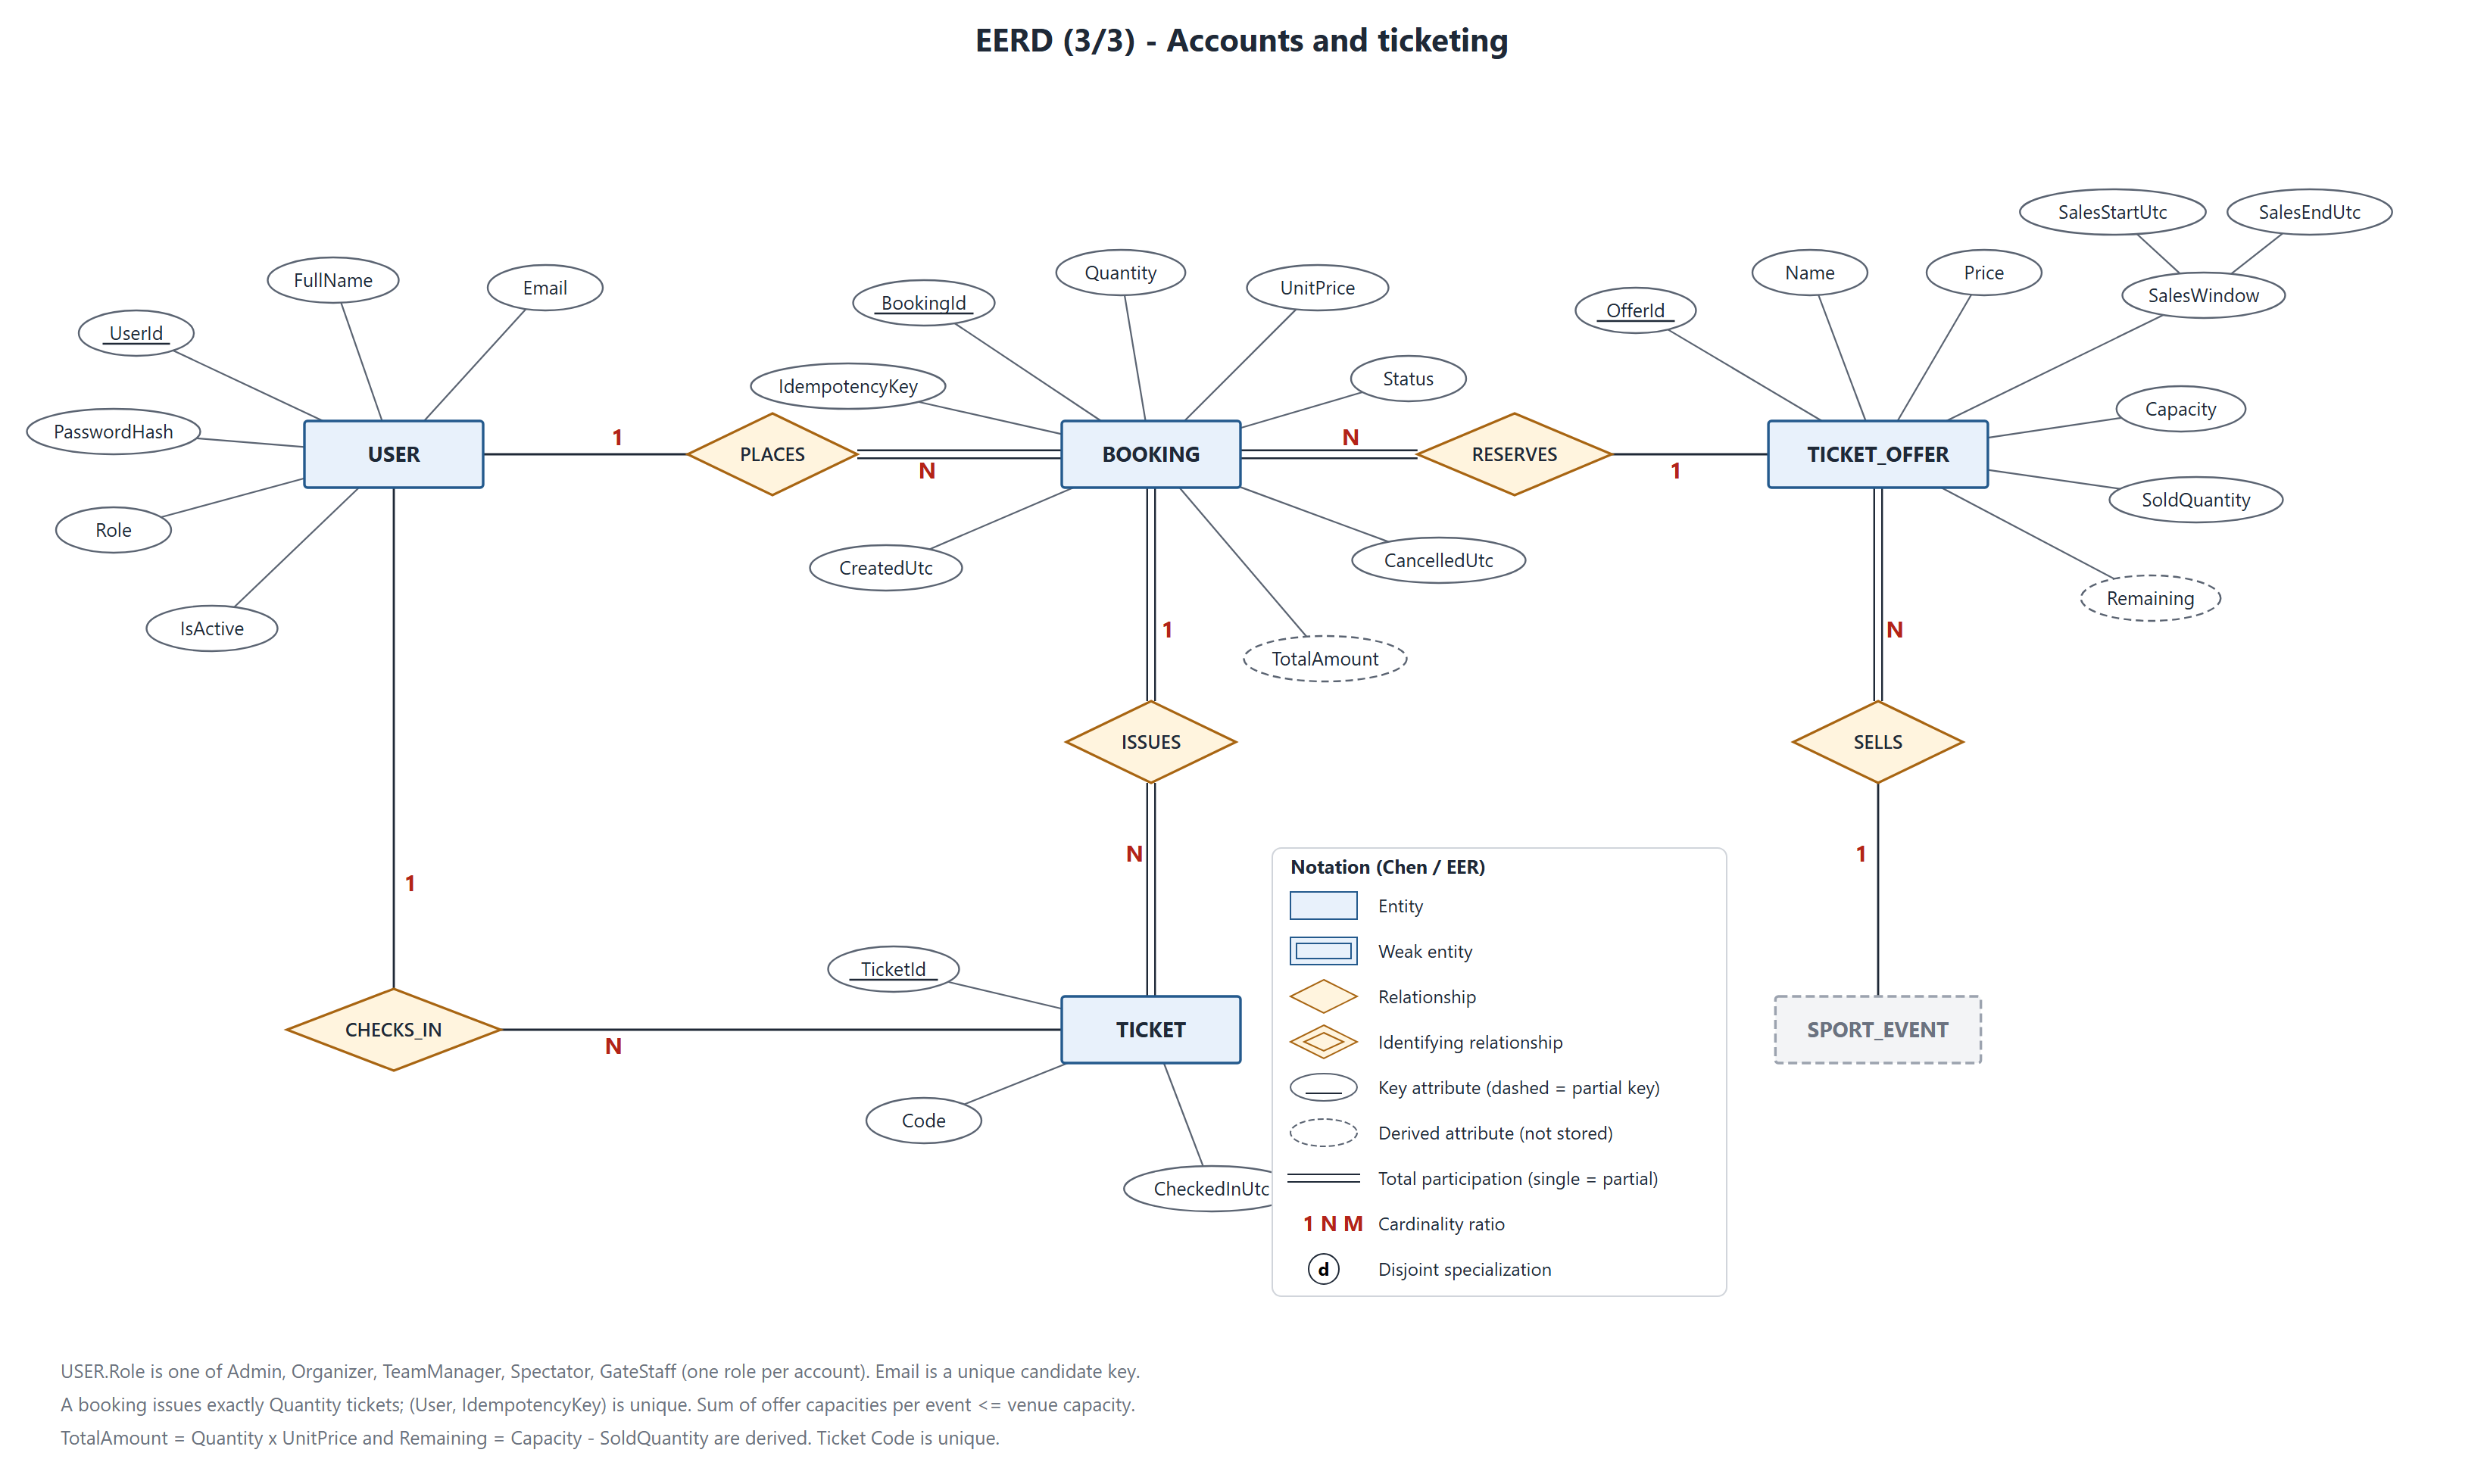 EERD (3/3) - Accounts and ticketing
SalesStartUtc
SalesEndUtc
FullName
Email
BookingId
Quantity
UnitPrice
OfferId
Name
Price
SalesWindow
UserId
IdempotencyKey
Status
Capacity
PasswordHash
USER
1
PLACES
N
BOOKING
N
RESERVES
1
TICKET_OFFER
SoldQuantity
Role
CreatedUtc
CancelledUtc
Remaining
IsActive
1
TotalAmount
N
ISSUES
SELLS
1
N
1
TicketId
CHECKS_IN
N
TICKET
SPORT_EVENT
Code
CheckedInUtc
Notation (Chen / EER)
Entity
Weak entity
Relationship
Identifying relationship
Key attribute (dashed = partial key)
Derived attribute (not stored)
Total participation (single = partial)
1 N M Cardinality ratio
d Disjoint specialization
USER.Role is one of Admin, Organizer, TeamManager, Spectator, GateStaff (one role per account). Email is a unique candidate key.
A booking issues exactly Quantity tickets; (User, IdempotencyKey) is unique. Sum of offer capacities per event <= venue capacity.
TotalAmount = Quantity x UnitPrice and Remaining = Capacity - SoldQuantity are derived. Ticket Code is unique.